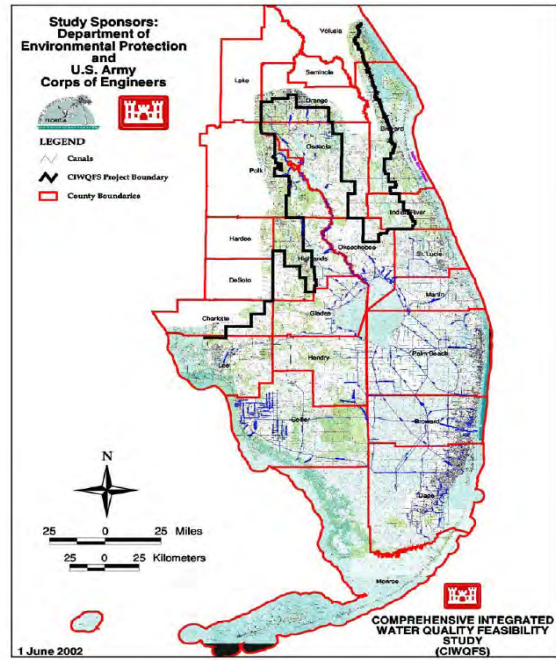 Study Sponsors:
Department of
Environmental Protection
and
U.S. Army
Corps of Engineers
FLORIDA
LEGEND
Canals
CIWQFS Project Boundary
County Boundaries
Volusia
Lake
Seminole
Orange
Brevard
Osceola
Polk
Indian River
Hardee
Okeechobee
Highlands
St. Lucie
DeSoto
Martin
Charlotte
Glades
Lee
Hendry
Palm Beach
Collier
Broward
Dade
Monroe
N
25 0 25 Miles
25 0 25 Kilometers
1 June 2002
COMPREHENSIVE INTEGRATED
WATER QUALITY FEASIBILITY
STUDY
(CIWQFS)